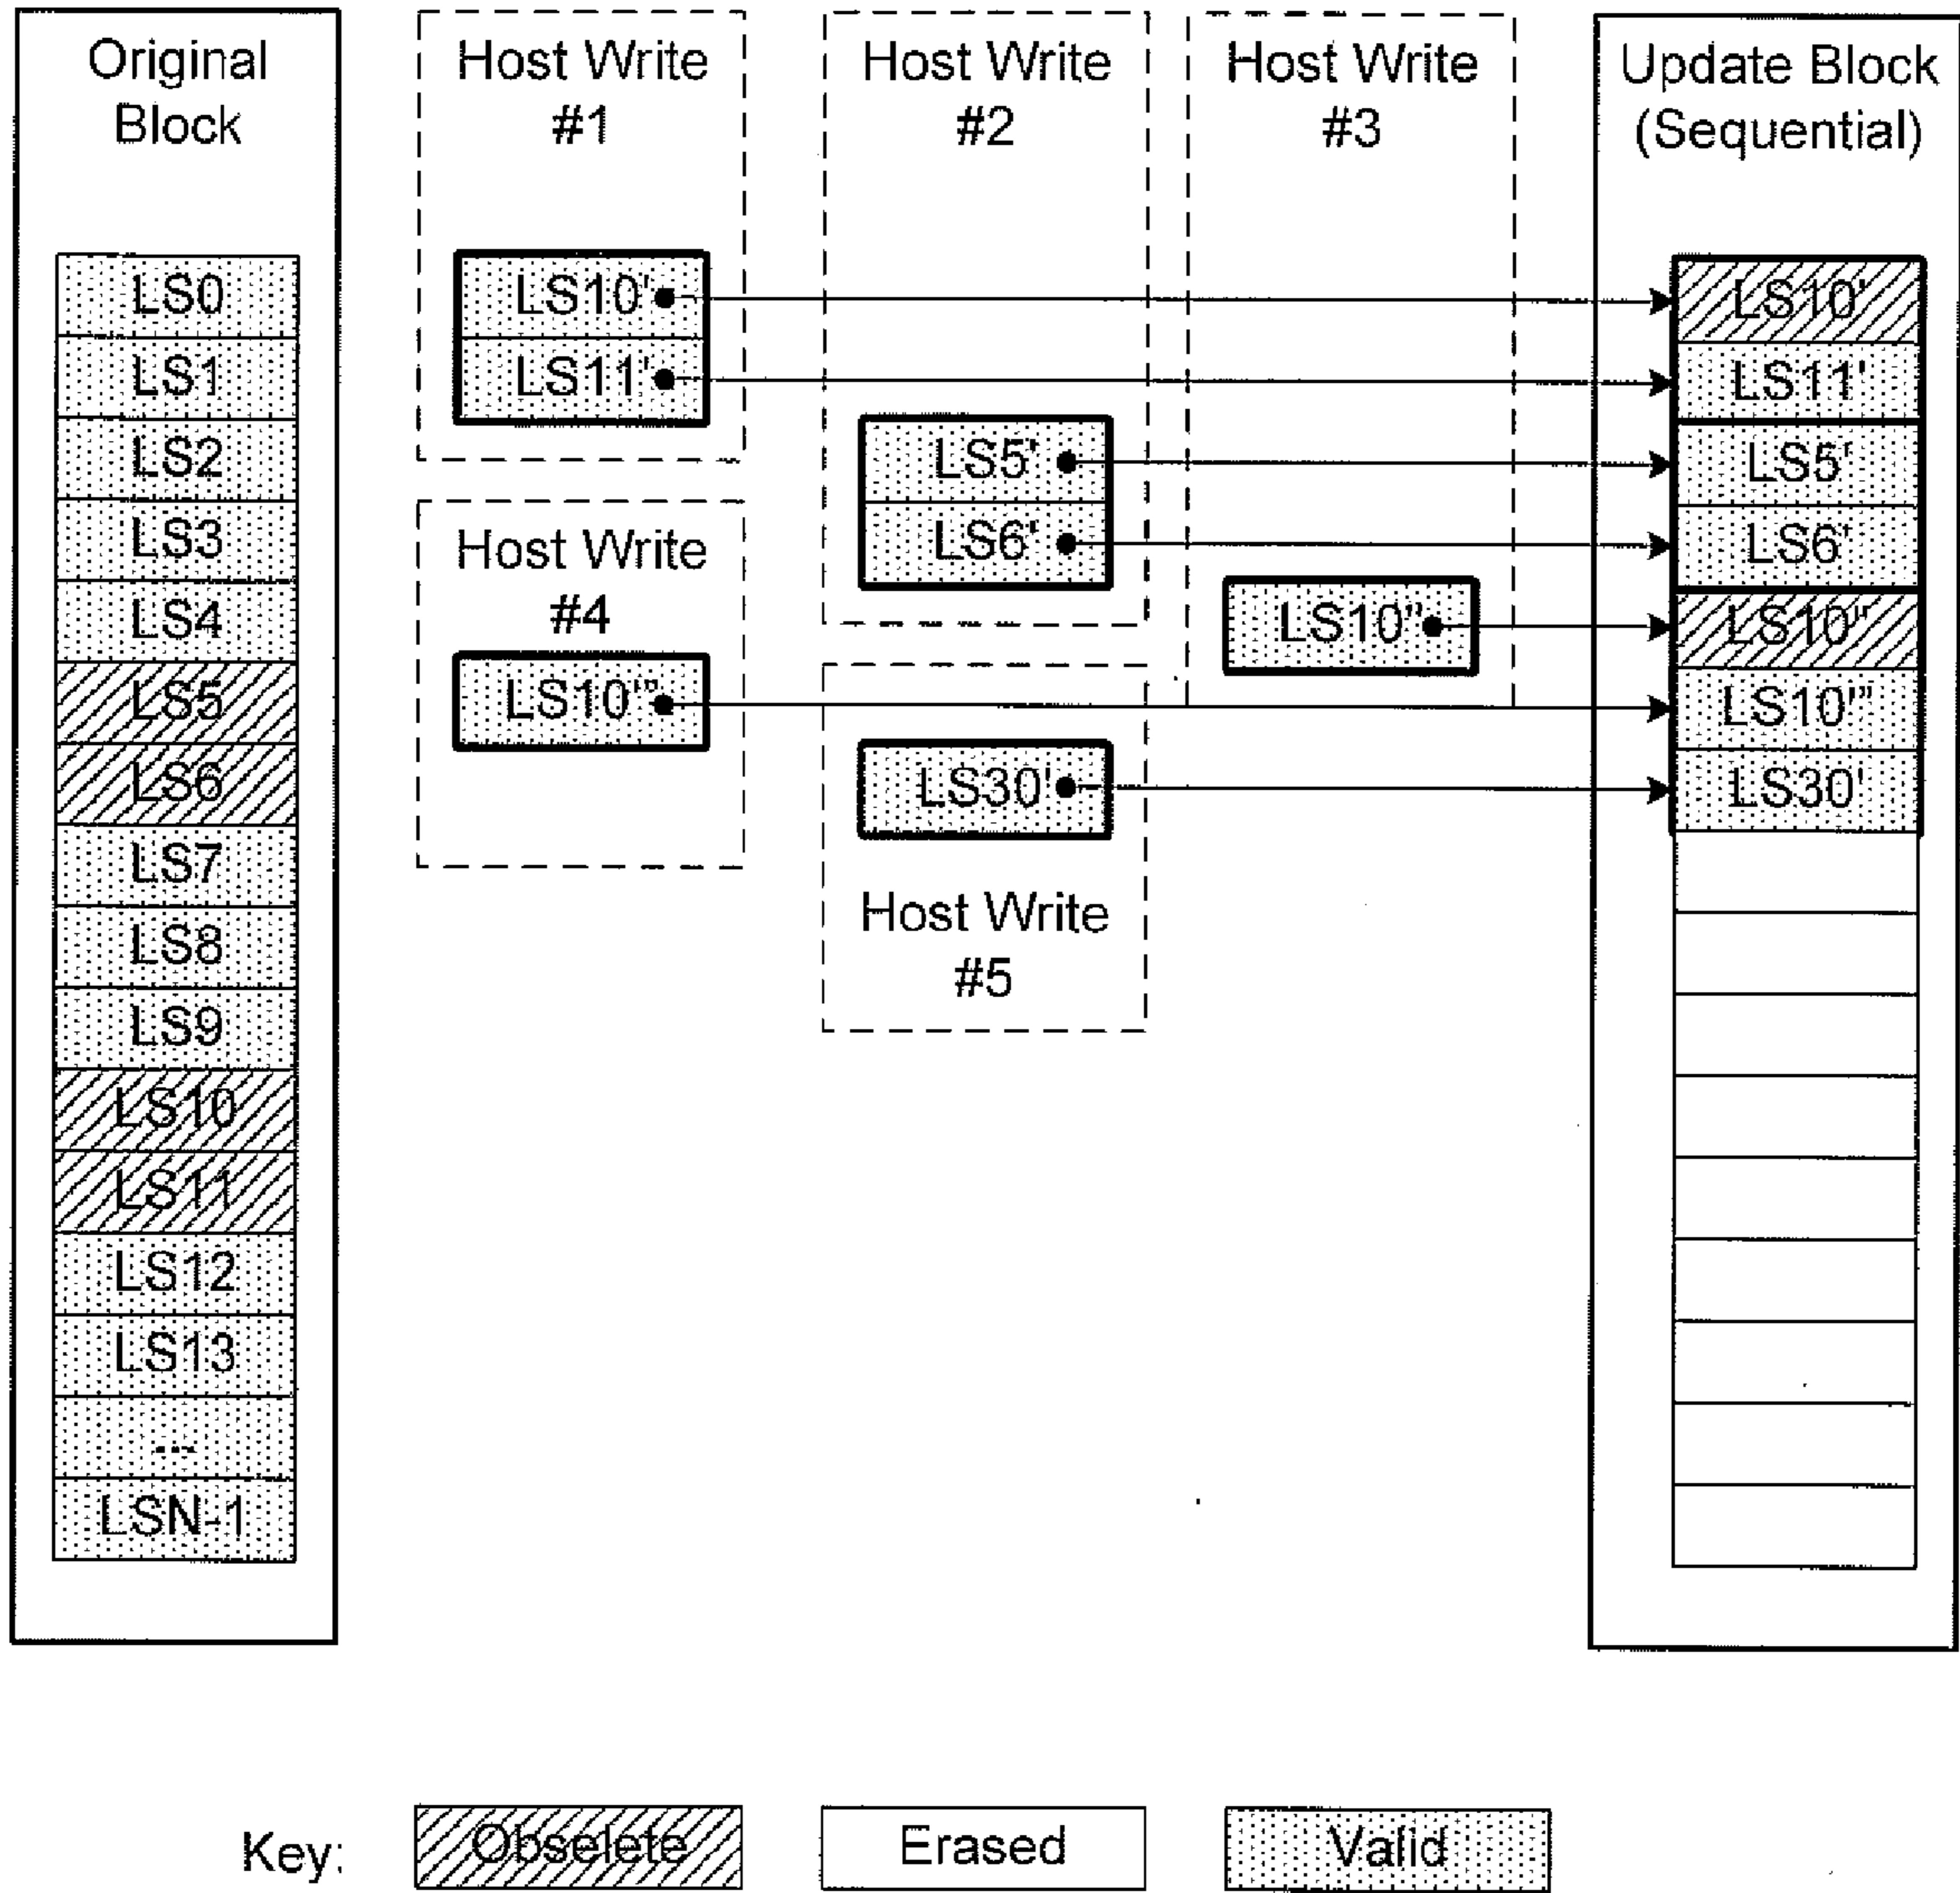 Original
Block
LS0
LS1
LS2
LS3
LS4
LS5
LS6
LS7
LS8
LS9
LS10
LS11
LS12
LS13
...
LSN-1
Host Write
#1
LS10'
LS11'
Host Write
#4
LS10'''
Host Write
#2
LS5'
LS6'
LS30'
Host Write
#5
Host Write
#3
LS10''
Update Block
(Sequential)
LS10'
LS11'
LS5'
LS6'
LS10''
LS10'''
LS30'
Key: Obselete Erased Valid